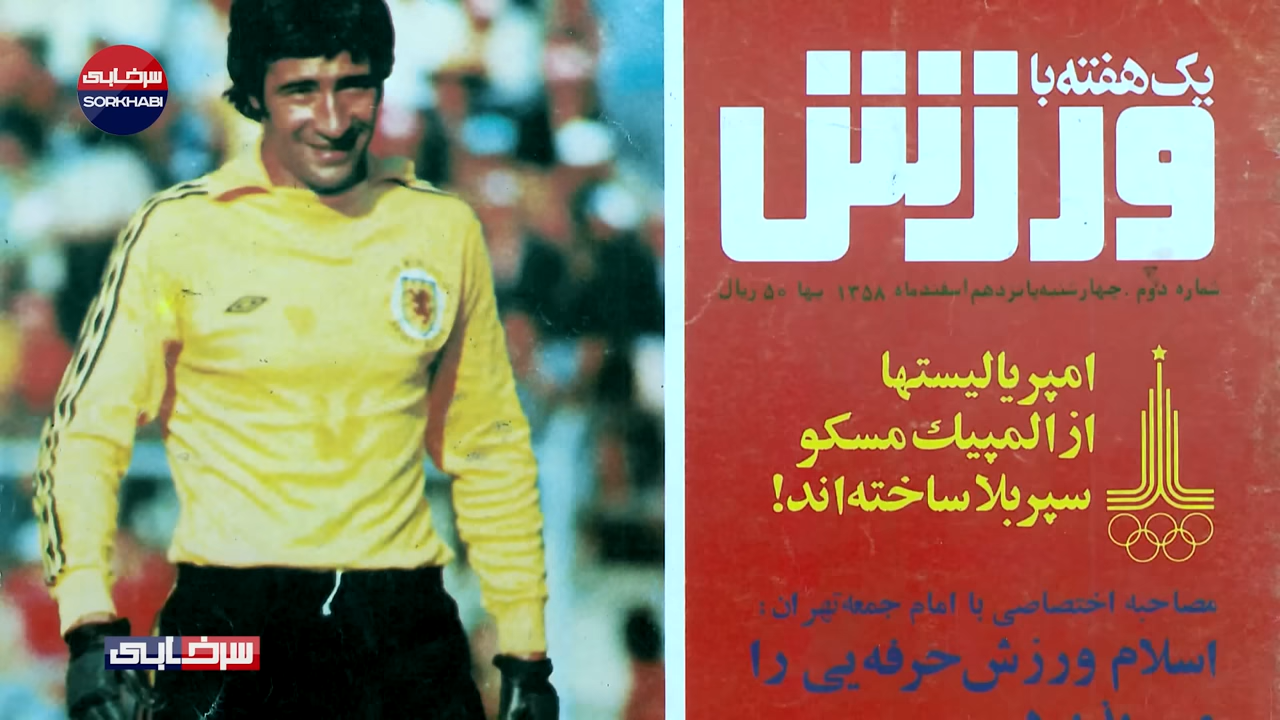 سرخابی
SORKHABI
یک هفته با
ورزش
شماره دوم . چهارشنبه پانزدهم اسفندماه ۱۳۵۸ بها ۵۰ ریال
امپریالیستها
از المپیك مسکو
سپر بلا ساخته‌اند!
مصاحبه اختصاصی با امام جمعه تهران :
اسلام ورزش حرفه‌یی را
سرخابی